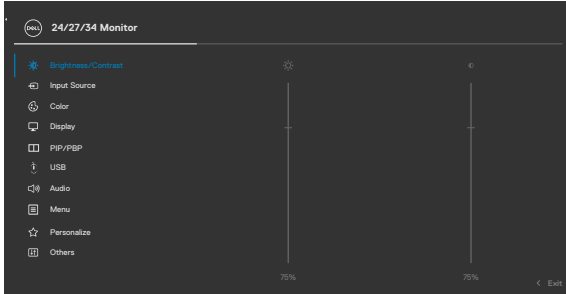 DELL 24/27/34 Monitor
Brightness/Contrast
Input Source
Color
Display
PIP/PBP
USB
Audio
Menu
Personalize
Others
75% 75%
Exit